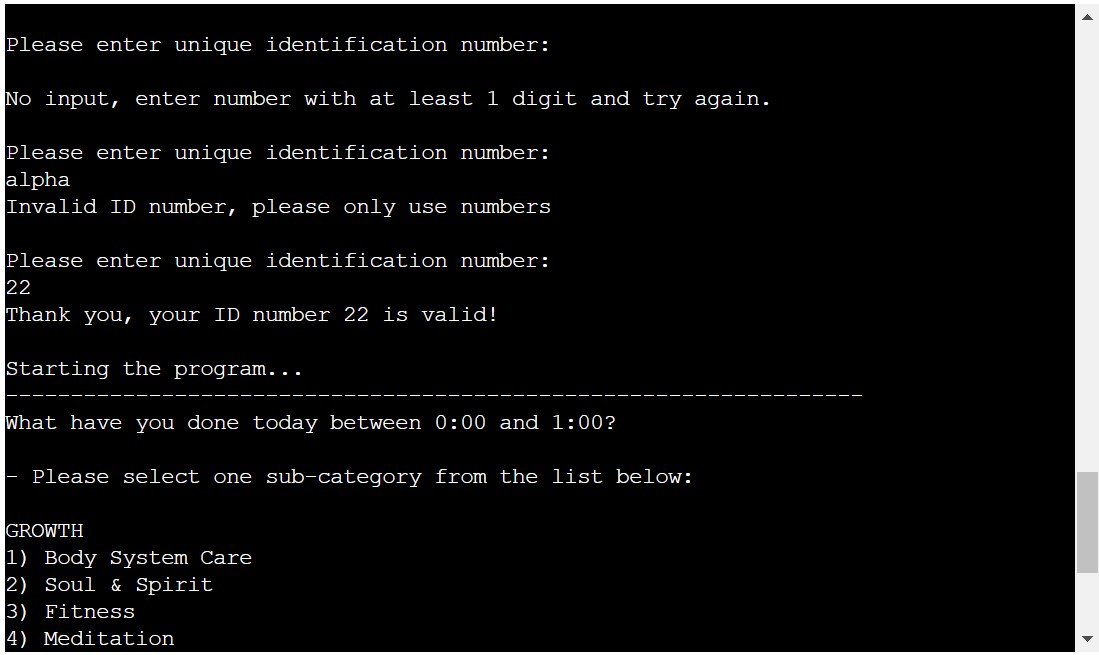 Please enter unique identification number:
No input, enter number with at least 1 digit and try again.
Please enter unique identification number:
alpha
Invalid ID number, please only use numbers
Please enter unique identification number:
22
Thank you, your ID number 22 is valid!
Starting the program...
------------------------------------------------------------------
What have you done today between 0:00 and 1:00?
- Please select one sub-category from the list below:
GROWTH
1) Body System Care
2) Soul & Spirit
3) Fitness
4) Meditation